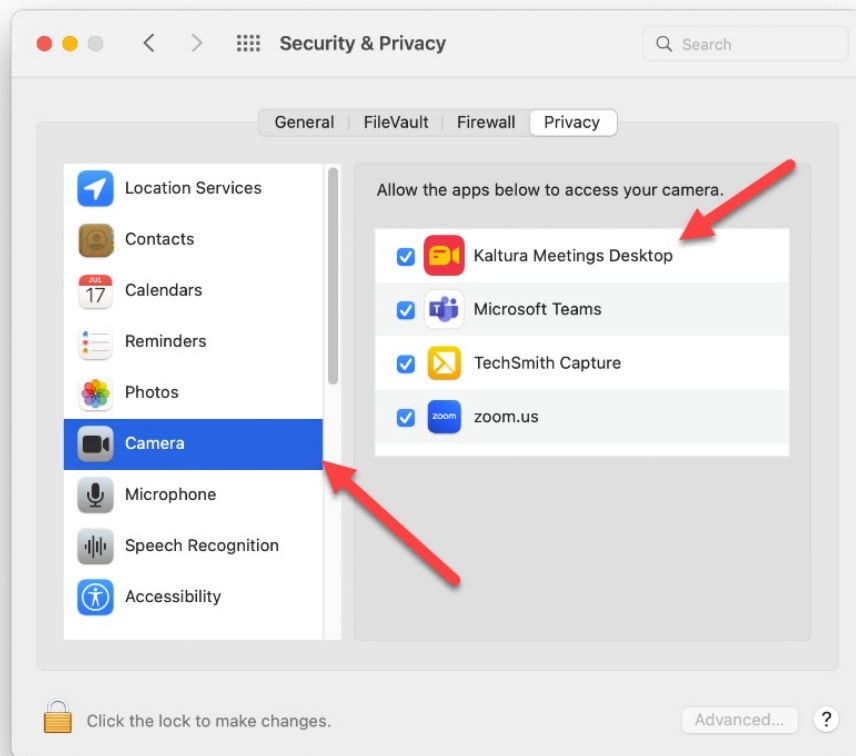 Security & Privacy
Search
General FileVault Firewall Privacy
Location Services
Contacts
JUL
17
Calendars
Reminders
Photos
Camera
Microphone
Speech Recognition
Accessibility
Allow the apps below to access your camera.
Kaltura Meetings Desktop
T
Microsoft Teams
TechSmith Capture
zoom
zoom.us
Click the lock to make changes.
Advanced...
?